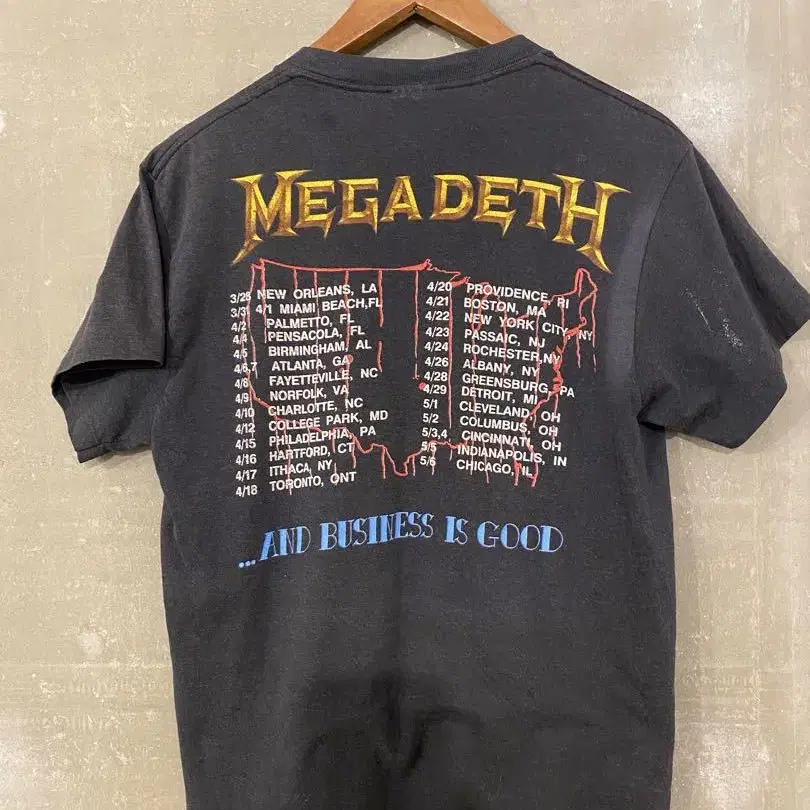 MEGADETH
3/28 NEW ORLEANS, LA
3/31 4/1 MIAMI BEACH, FL
4/2 PALMETTO, FL
4/4 PENSACOLA, FL
4/5 BIRMINGHAM, AL
4/6,7 ATLANTA, GA
4/8 FAYETTEVILLE, NC
4/9 NORFOLK, VA
4/10 CHARLOTTE, NC
4/12 COLLEGE PARK, MD
4/15 PHILADELPHIA, PA
4/16 HARTFORD, CT
4/17 ITHACA, NY
4/18 TORONTO, ONT
4/20 PROVIDENCE, RI
4/21 BOSTON, MA
4/22 NEW YORK CITY, NY
4/23 PASSAIC, NJ
4/24 ROCHESTER, NY
4/26 ALBANY, NY
4/28 GREENSBURG, PA
4/29 DETROIT, MI
5/1 CLEVELAND, OH
5/2 COLUMBUS, OH
5/3,4 CINCINNATI, OH
5/5 INDIANAPOLIS, IN
5/6 CHICAGO, IL
...AND BUSINESS IS GOOD